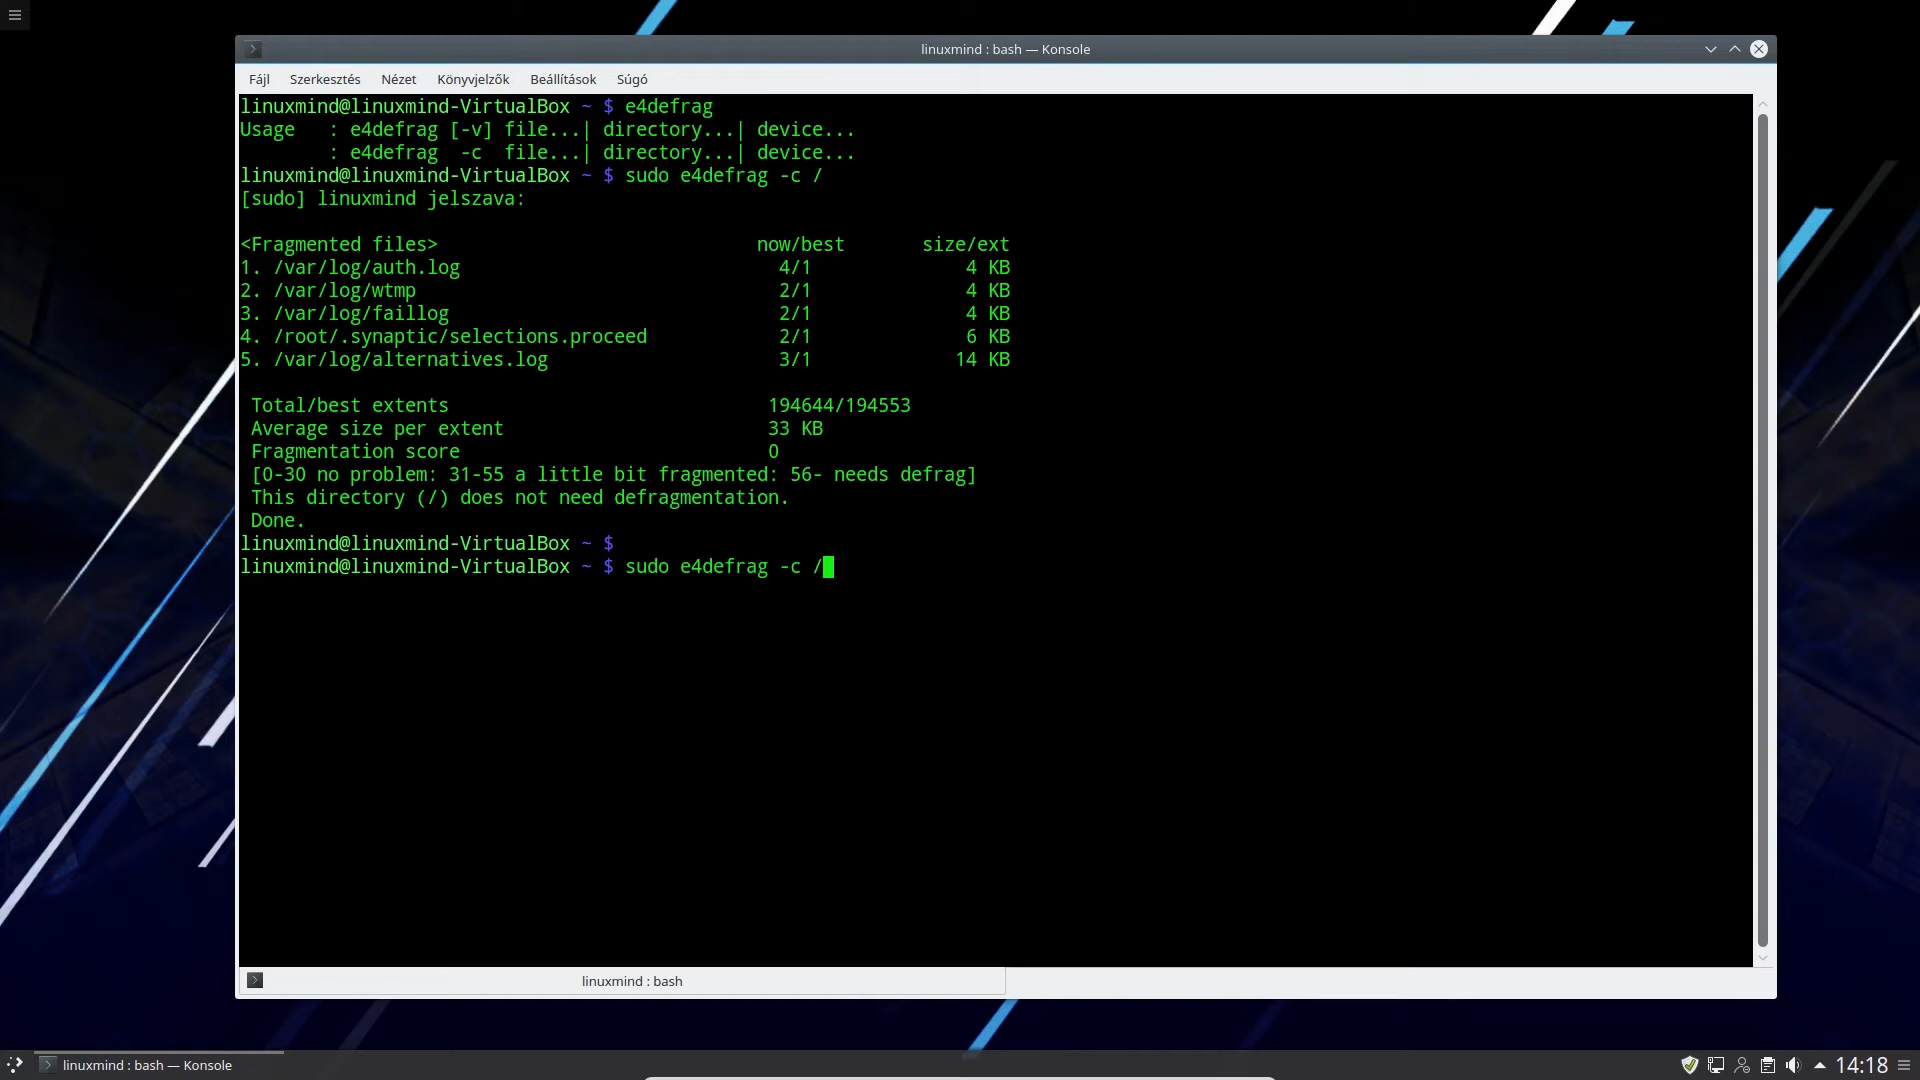 linuxmind : bash — Konsole
Fájl Szerkesztés Nézet Könyvjelzők Beállítások Súgó
linuxmind@linuxmind-VirtualBox ~ $ e4defrag
Usage : e4defrag [-v] file...| directory...| device...
: e4defrag -c file...| directory...| device...
linuxmind@linuxmind-VirtualBox ~ $ sudo e4defrag -c /
[sudo] linuxmind jelszava:
<Fragmented files> now/best size/ext
1. /var/log/auth.log 4/1 4 KB
2. /var/log/wtmp 2/1 4 KB
3. /var/log/faillog 2/1 4 KB
4. /root/.synaptic/selections.proceed 2/1 6 KB
5. /var/log/alternatives.log 3/1 14 KB
Total/best extents 194644/194553
Average size per extent 33 KB
Fragmentation score 0
[0-30 no problem: 31-55 a little bit fragmented: 56- needs defrag]
This directory (/) does not need defragmentation.
Done.
linuxmind@linuxmind-VirtualBox ~ $
linuxmind@linuxmind-VirtualBox ~ $ sudo e4defrag -c /
linuxmind : bash
linuxmind : bash — Konsole 14:18